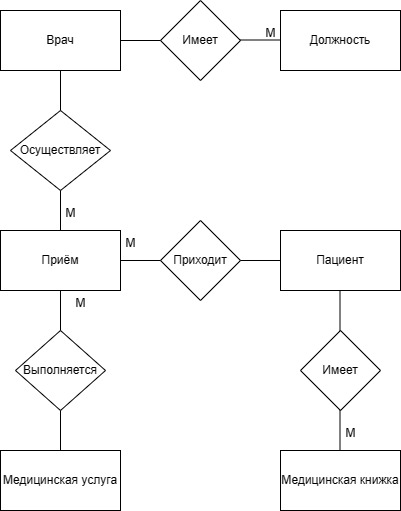 Врач
Имеет
М
Должность
Осуществляет
М
Приём
М
Приходит
Пациент
М
Выполняется
Имеет
М
Медицинская услуга
Медицинская книжка